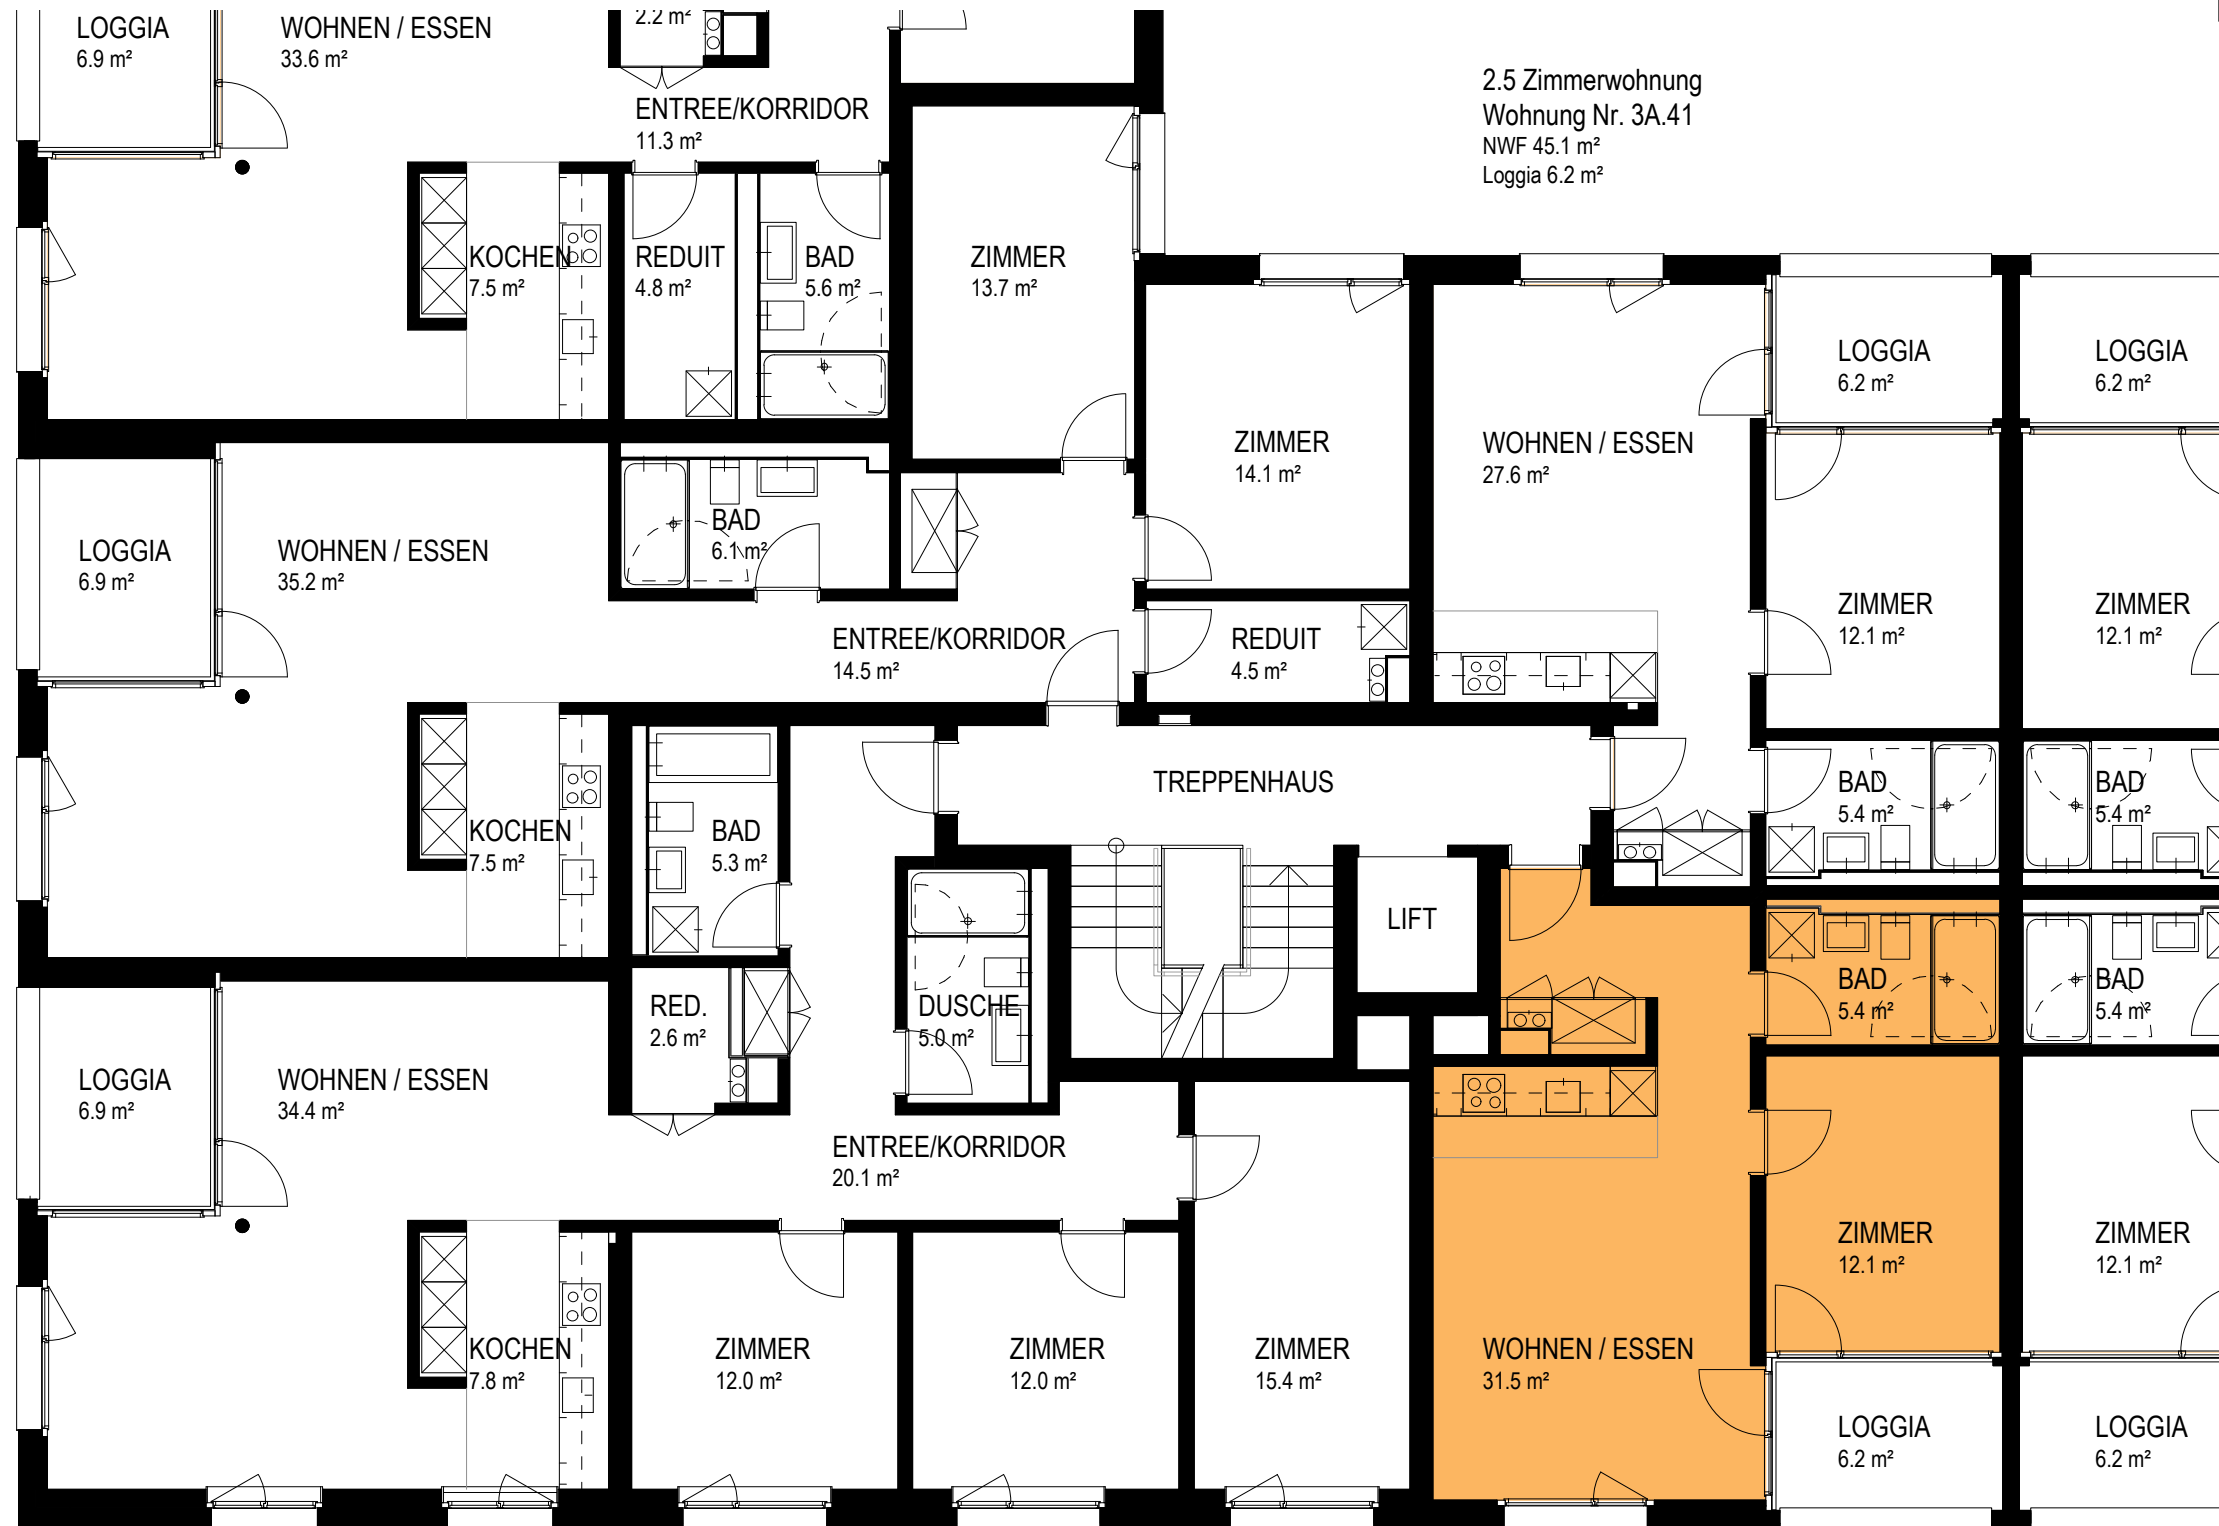 LOGGIA
6.9 m²
WOHNEN / ESSEN
33.6 m²
2.2 m²
ENTREE/KORRIDOR
11.3 m²
2.5 Zimmerwohnung
Wohnung Nr. 3A.41
NWF 45.1 m²
Loggia 6.2 m²
KOCHEN
7.5 m²
REDUIT
4.8 m²
BAD
5.6 m²
ZIMMER
13.7 m²
ZIMMER
14.1 m²
WOHNEN / ESSEN
27.6 m²
LOGGIA
6.2 m²
LOGGIA
6.2 m²
LOGGIA
6.9 m²
WOHNEN / ESSEN
35.2 m²
BAD
6.1 m²
ENTREE/KORRIDOR
14.5 m²
REDUIT
4.5 m²
ZIMMER
12.1 m²
ZIMMER
12.1 m²
KOCHEN
7.5 m²
BAD
5.3 m²
TREPPENHAUS
BAD
5.4 m²
BAD
5.4 m²
LIFT
RED.
2.6 m²
DUSCHE
5.0 m²
BAD
5.4 m²
BAD
5.4 m²
LOGGIA
6.9 m²
WOHNEN / ESSEN
34.4 m²
ENTREE/KORRIDOR
20.1 m²
ZIMMER
12.1 m²
ZIMMER
12.1 m²
KOCHEN
7.8 m²
ZIMMER
12.0 m²
ZIMMER
12.0 m²
ZIMMER
15.4 m²
WOHNEN / ESSEN
31.5 m²
LOGGIA
6.2 m²
LOGGIA
6.2 m²